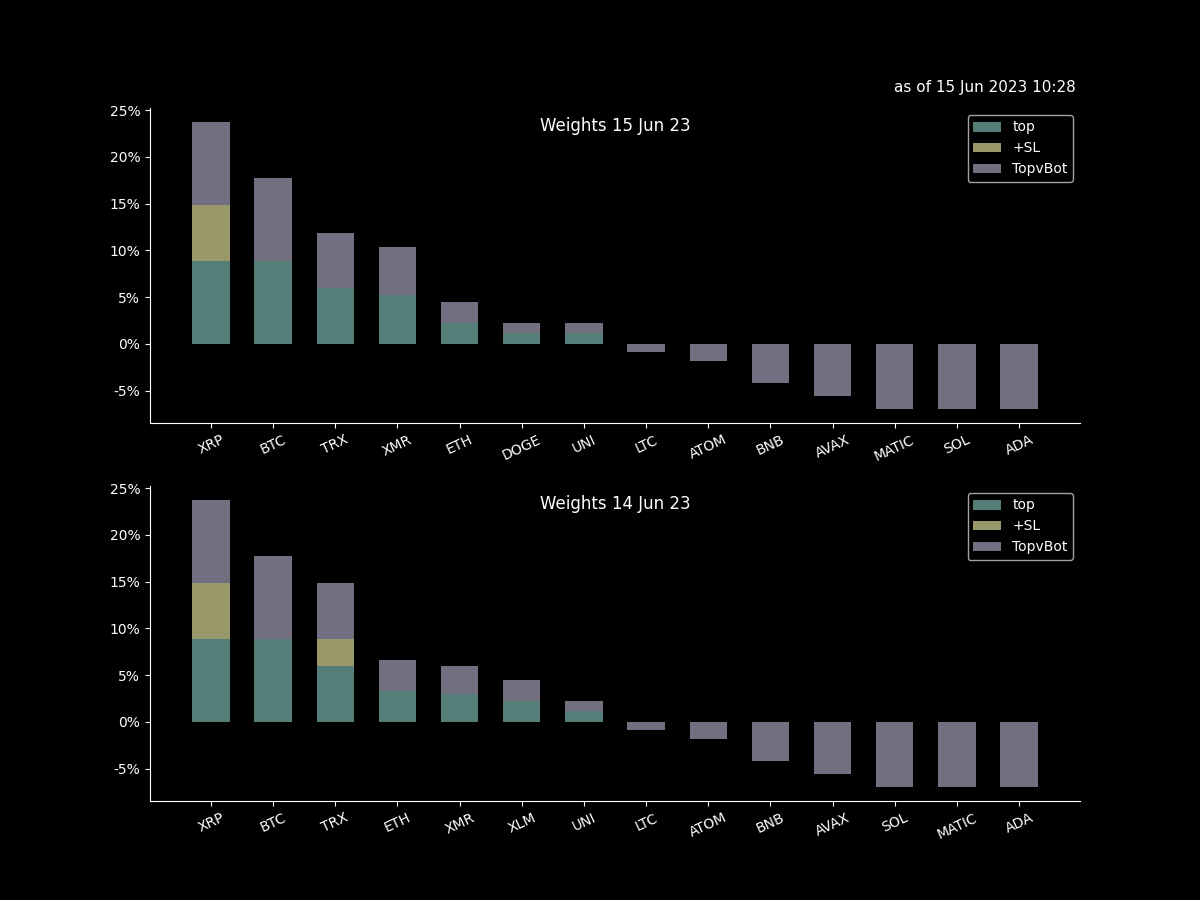 as of 15 Jun 2023 10:28
Weights 15 Jun 23
25%
20%
15%
10%
5%
0%
-5%
top
+SL
TopvBot
XRP BTC TRX XMR ETH DOGE UNI LTC ATOM BNB AVAX MATIC SOL ADA
Weights 14 Jun 23
25%
20%
15%
10%
5%
0%
-5%
top
+SL
TopvBot
XRP BTC TRX ETH XMR XLM UNI LTC ATOM BNB AVAX SOL MATIC ADA